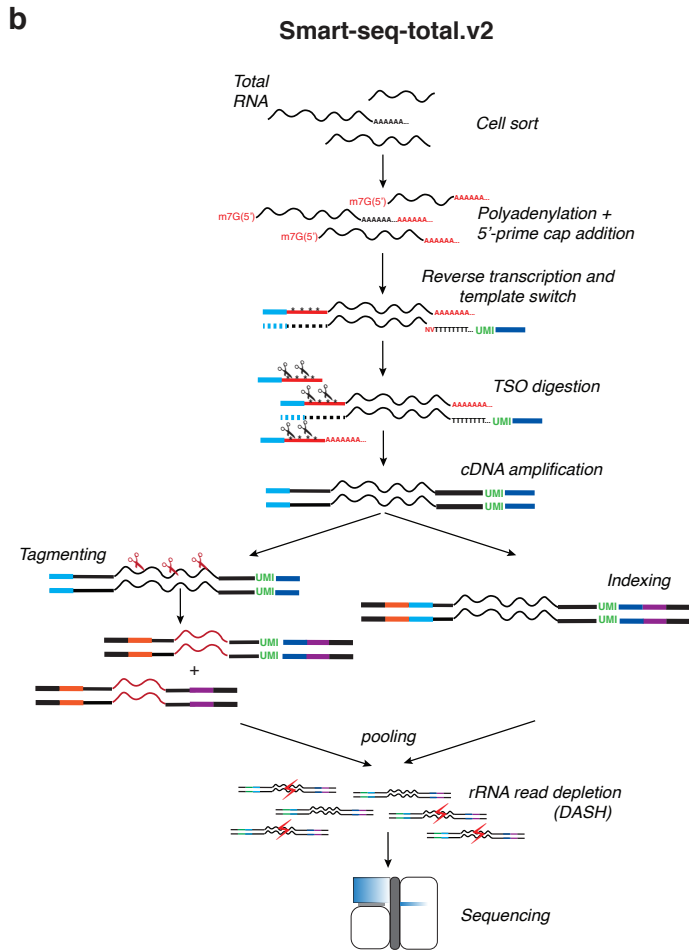 b
Smart-seq-total.v2
Total
RNA
AAAAAA...
Cell sort
m7G(5')
AAAAAA...
m7G(5')
AAAAAA...AAAAAA...
Polyadenylation +
5'-prime cap addition
m7G(5')
AAAAAA...
Reverse transcription and
template switch
AAAAAAA...
NVTTTTTTTT... UMI
TSO digestion
AAAAAAA...
TTTTTTTT... UMI
AAAAAAA...
cDNA amplification
UMI
UMI
Tagmenting
UMI
UMI
Indexing
UMI
UMI
UMI
UMI
+
pooling
rRNA read depletion
(DASH)
Sequencing